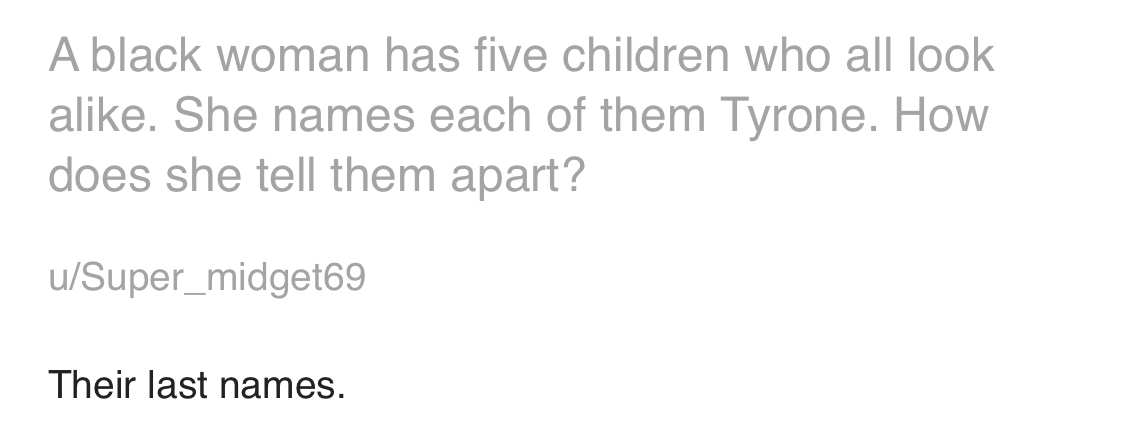 A black woman has five children who all look
alike. She names each of them Tyrone. How
does she tell them apart?
u/Super_midget69
Their last names.